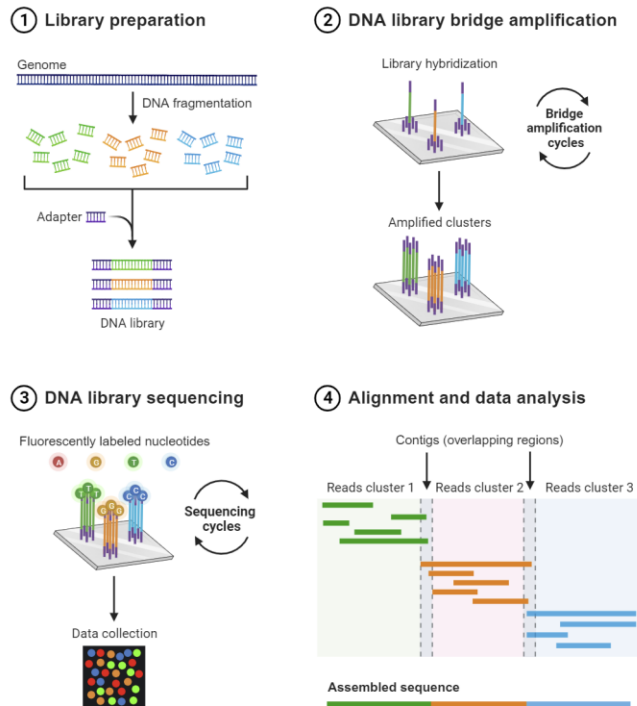 1 Library preparation
Genome
DNA fragmentation
Adapter
DNA library
2 DNA library bridge amplification
Library hybridization
Bridge
amplification
cycles
Amplified clusters
3 DNA library sequencing
Fluorescently labeled nucleotides
A G T C
T T T
G G G
C C C
Sequencing
cycles
Data collection
4 Alignment and data analysis
Contigs (overlapping regions)
Reads cluster 1 Reads cluster 2 Reads cluster 3
Assembled sequence